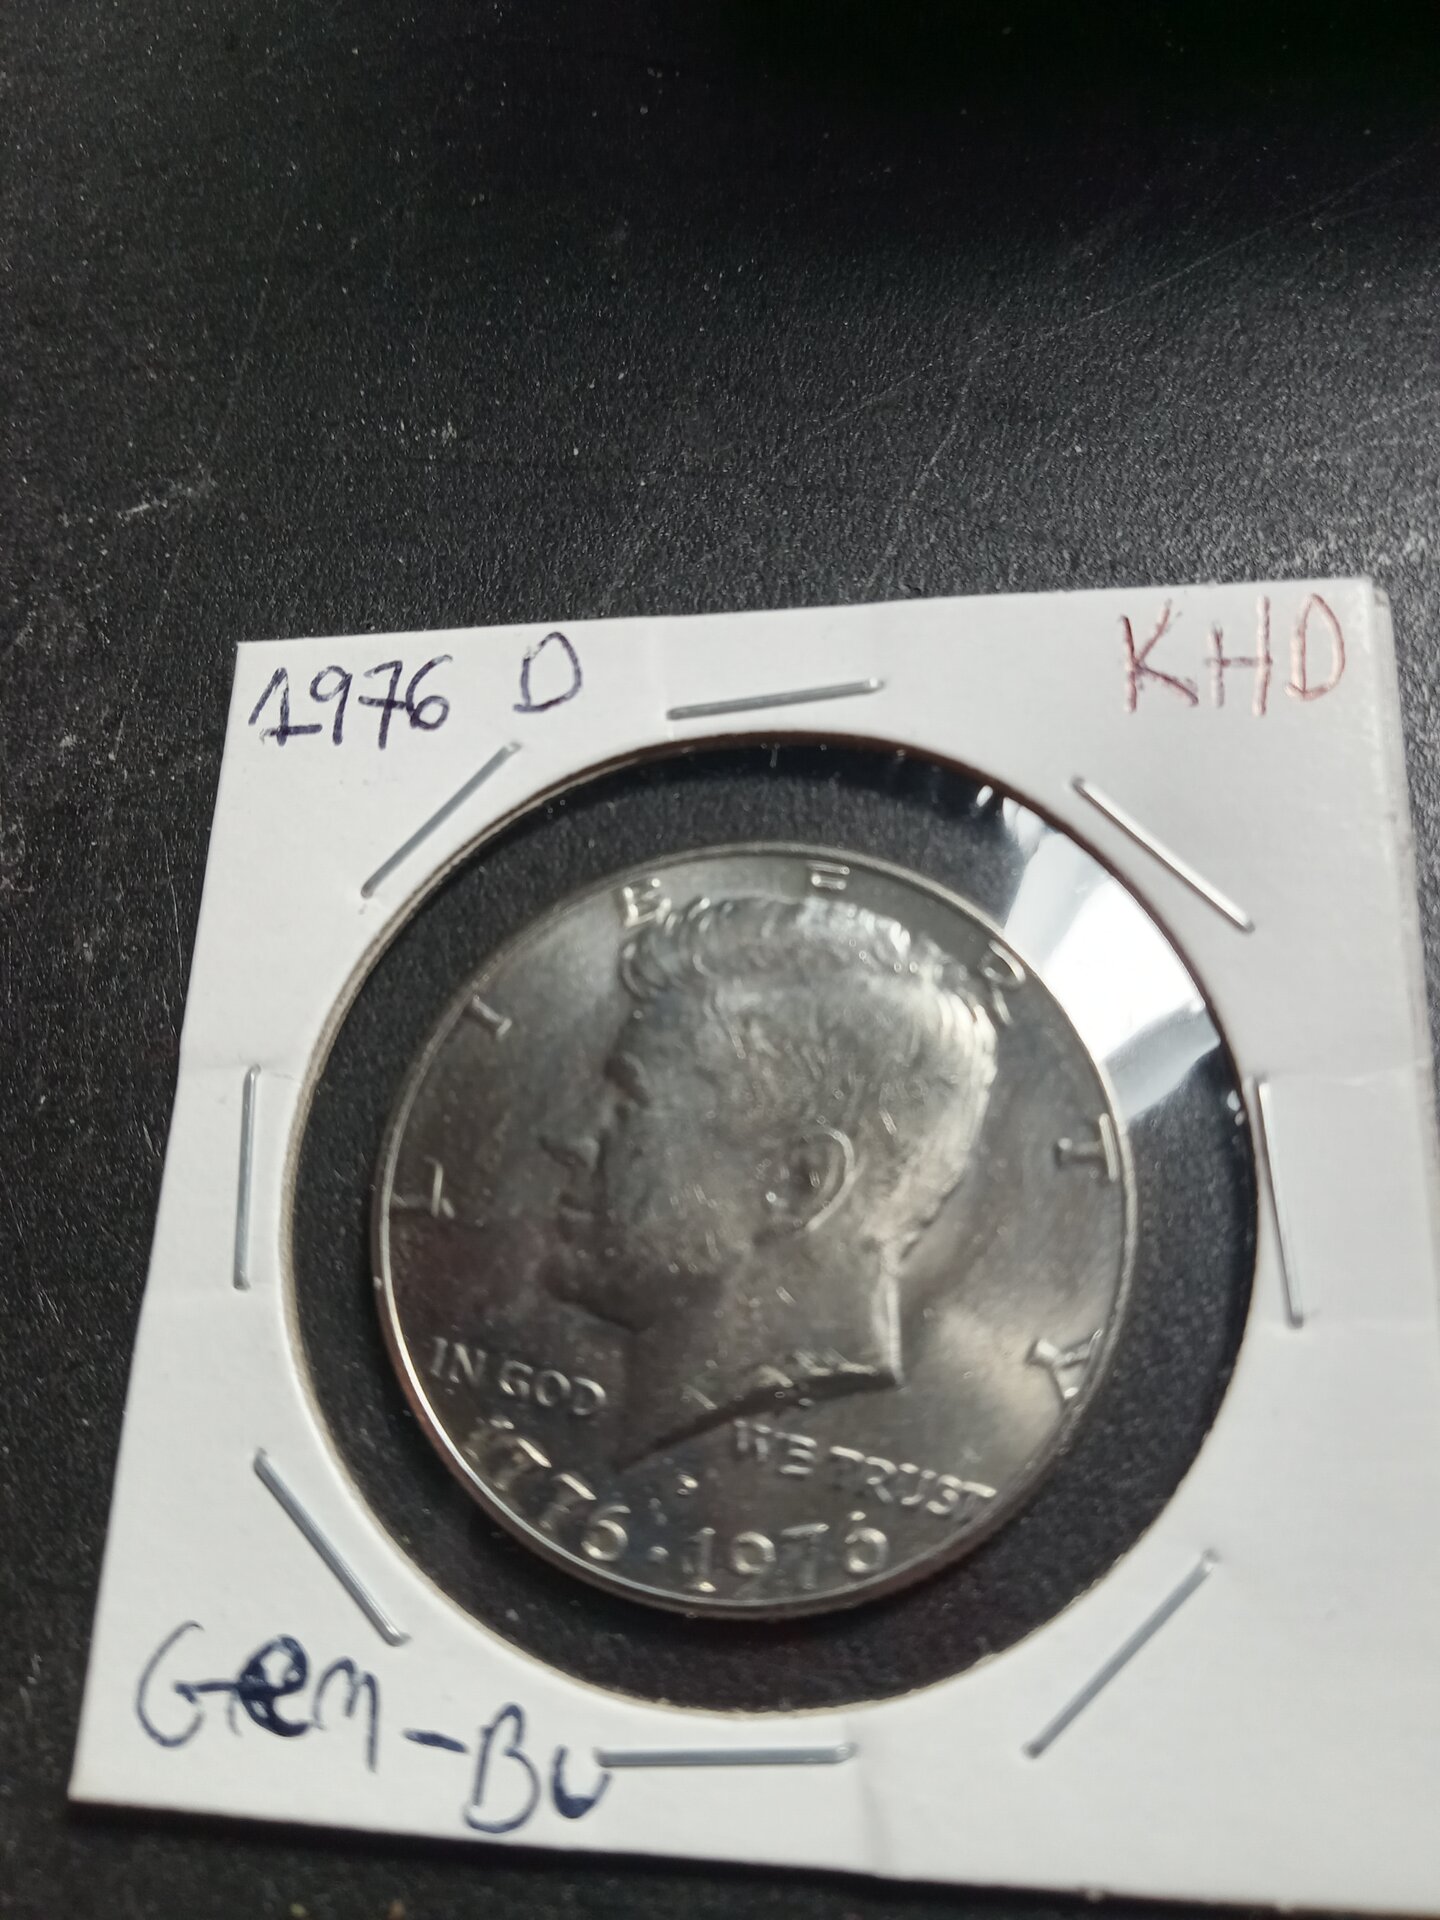 1976 D
KHD
LIBERTY
IN GOD
WE TRUST
1776·1976
Gem-BU